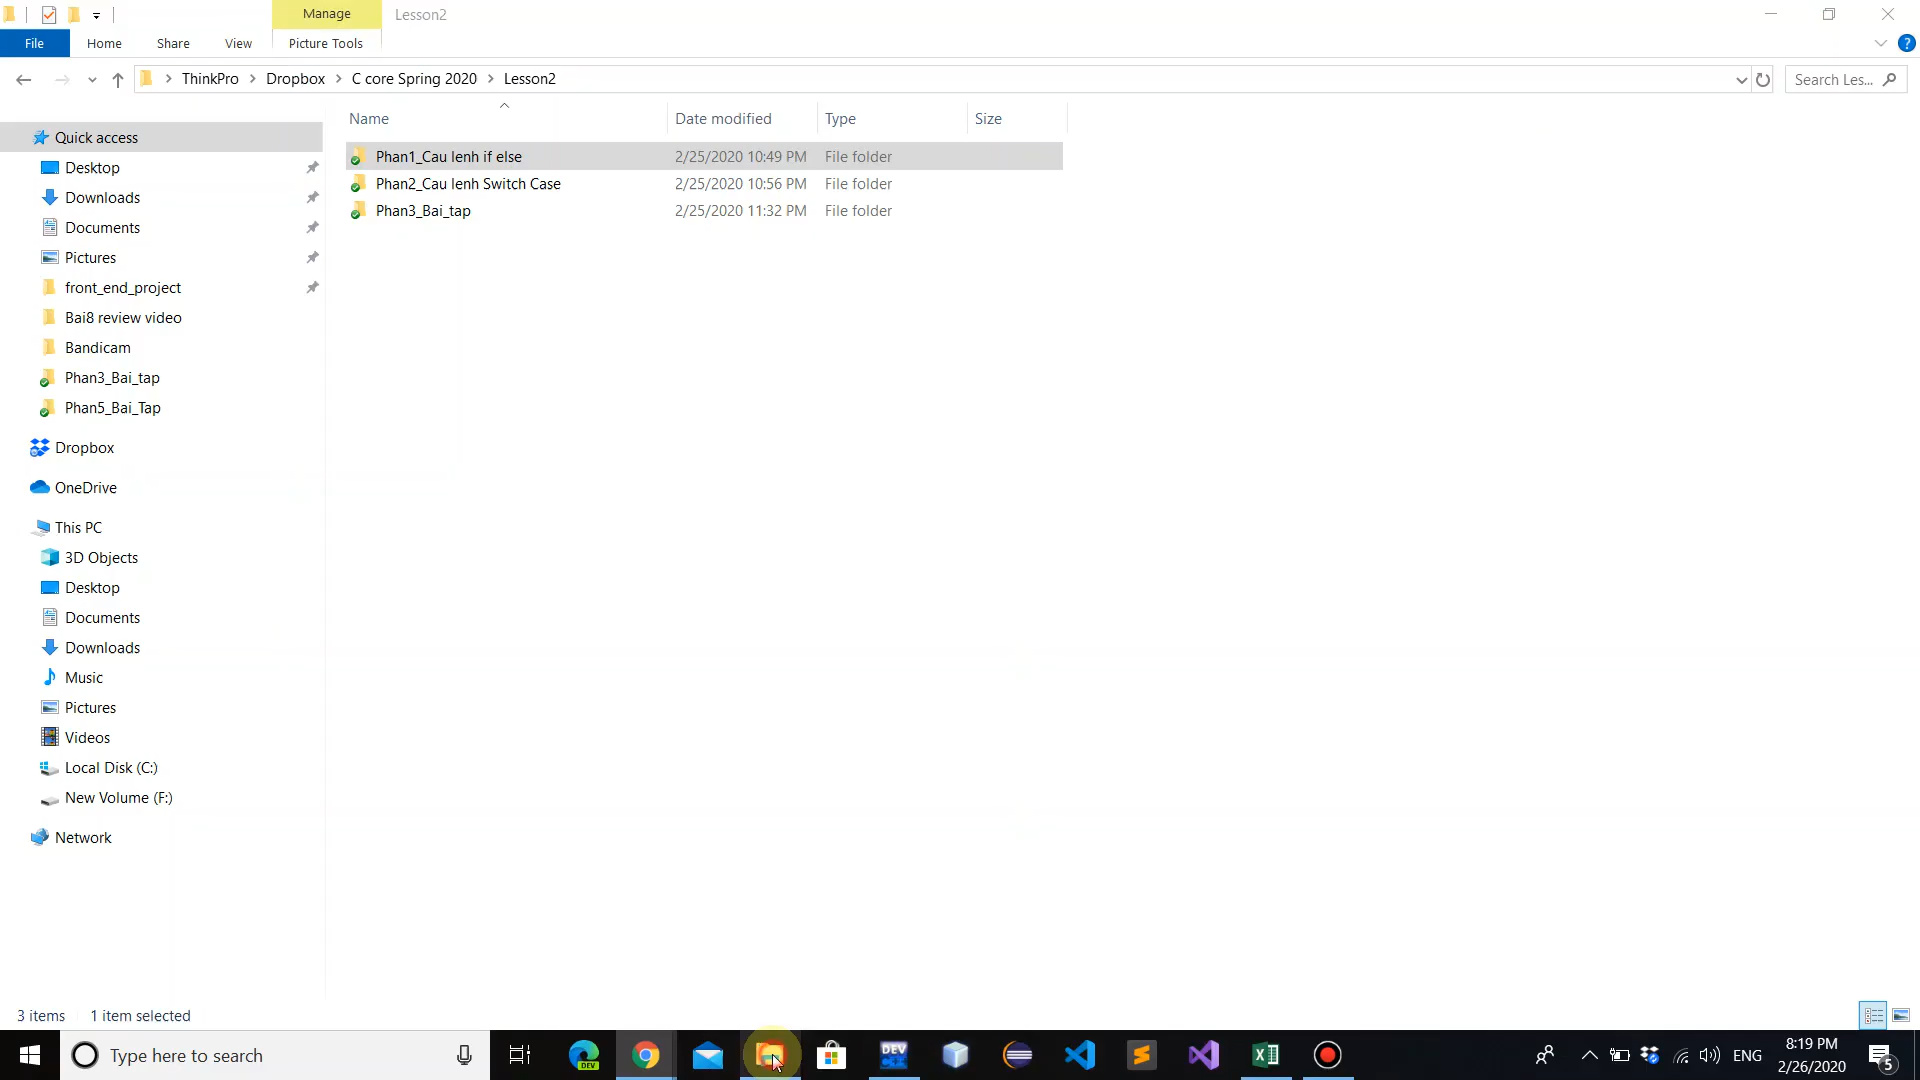 Manage
Lesson2
File
Home
Share
View
Picture Tools
?
ThinkPro
Dropbox
C core Spring 2020
Lesson2
Search Les...
Name
Date modified
Type
Size
Phan1_Cau lenh if else
2/25/2020 10:49 PM
File folder
Phan2_Cau lenh Switch Case
2/25/2020 10:56 PM
File folder
Phan3_Bai_tap
2/25/2020 11:32 PM
File folder
Quick access
Desktop
Downloads
Documents
Pictures
front_end_project
Bai8 review video
Bandicam
Phan3_Bai_tap
Phan5_Bai_Tap
Dropbox
OneDrive
This PC
3D Objects
Desktop
Documents
Downloads
Music
Pictures
Videos
Local Disk (C:)
New Volume (F:)
Network
3 items
1 item selected
Type here to search
DEV
DEV
ENG
8:19 PM
2/26/2020
5